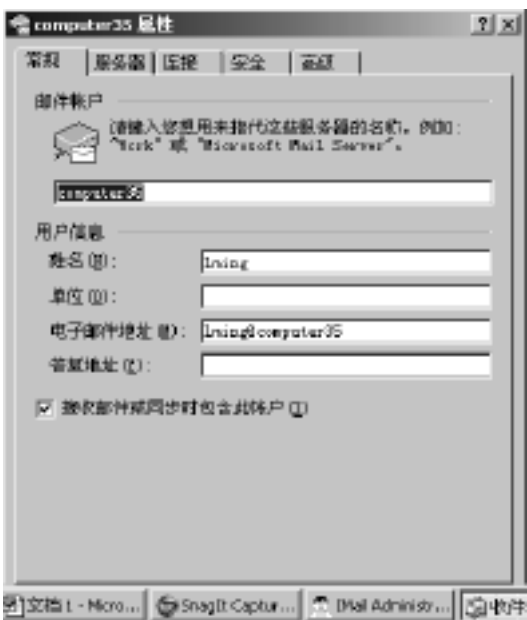 computer35 属性
常规 服务器 连接 安全 高级
邮件帐户
请键入您想用来指代这些服务器的名称。例如:
"Work" 或 "Microsoft Mail Server"。
computer35
用户信息
姓名(N):
lwing
单位(O):
电子邮件地址(E):
lwing@computer35
答复地址(Y):
接收邮件或同步时包含此帐户(I)
文档1 - Micro... SnagIt Captur... IMail Administr... 收件